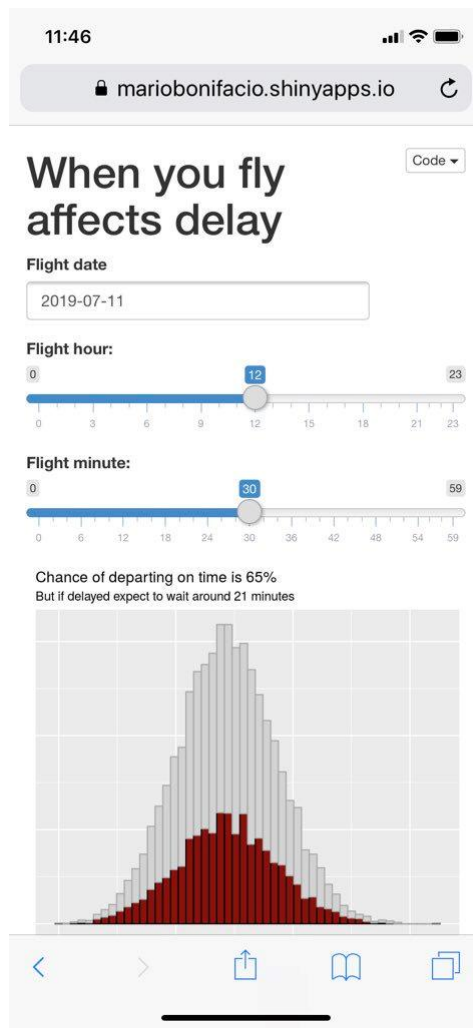 11:46
mariobonifacio.shinyapps.io
When you fly
affects delay
Code
Flight date
2019-07-11
Flight hour:
0 12 23
0 3 6 9 12 15 18 21 23
Flight minute:
0 30 59
0 6 12 18 24 30 36 42 48 54 59
Chance of departing on time is 65%
But if delayed expect to wait around 21 minutes